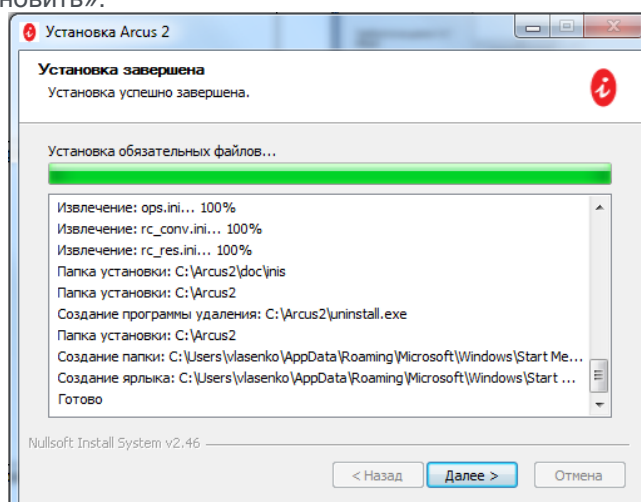 новить».
Установка Arcus 2
Установка завершена
Установка успешно завершена.
Установка обязательных файлов...
Извлечение: ops.ini... 100%
Извлечение: rc_conv.ini... 100%
Извлечение: rc_res.ini... 100%
Папка установки: C:\Arcus2\doc\inis
Папка установки: C:\Arcus2
Создание программы удаления: C:\Arcus2\uninstall.exe
Папка установки: C:\Arcus2
Создание папки: C:\Users\vlasenko\AppData\Roaming\Microsoft\Windows\Start Me...
Создание ярлыка: C:\Users\vlasenko\AppData\Roaming\Microsoft\Windows\Start ...
Готово
Nullsoft Install System v2.46
< Назад Далее > Отмена